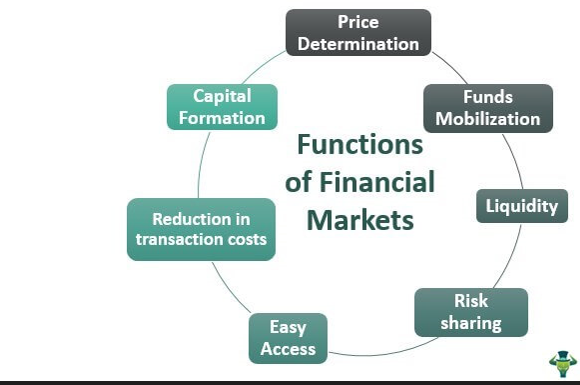 Price
Determination
Funds
Mobilization
Liquidity
Risk
sharing
Easy
Access
Reduction in
transaction costs
Capital
Formation
Functions
of Financial
Markets